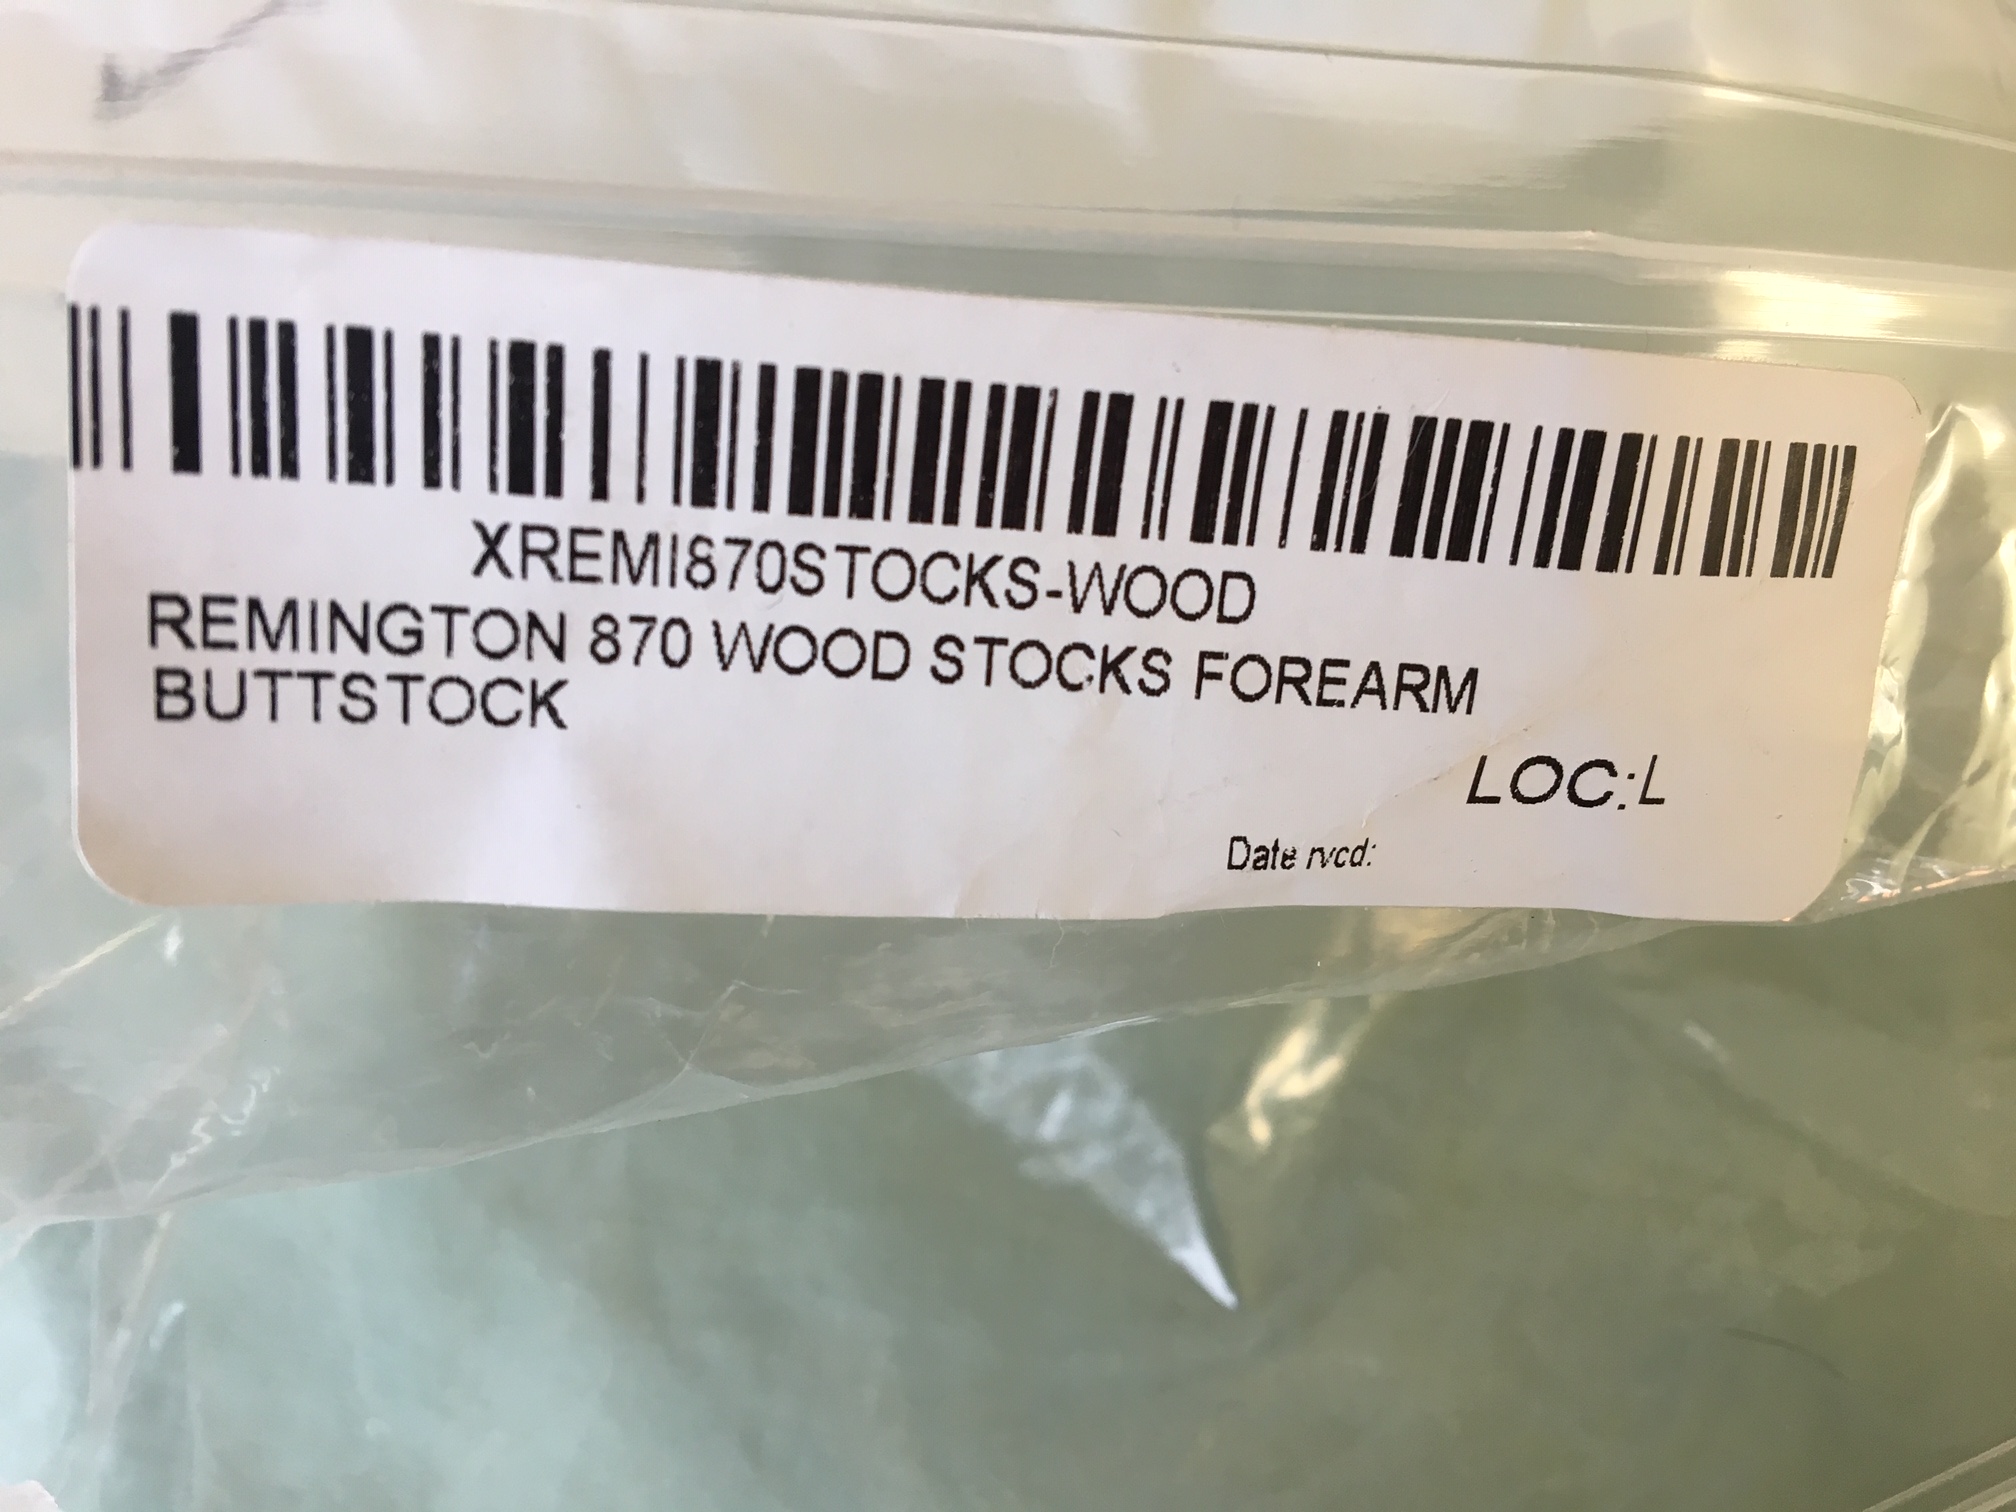 XREMI870STOCKS-WOOD
REMINGTON 870 WOOD STOCKS FOREARM
BUTTSTOCK
LOC:L
Date rvcd: